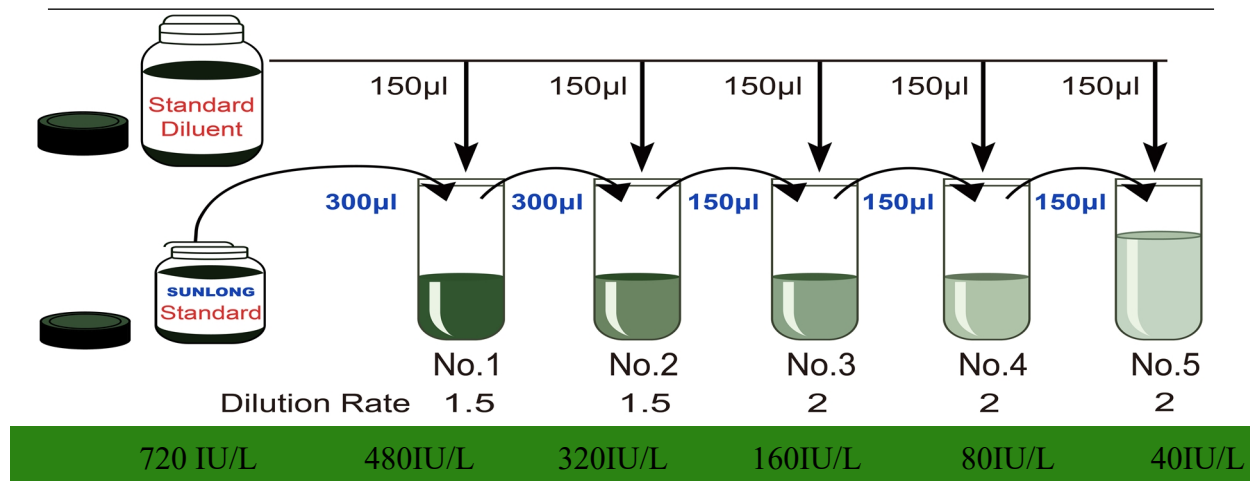 150µl 150µl 150µl 150µl 150µl
Standard
Diluent
300µl 300µl 150µl 150µl 150µl
SUNLONG
Standard
No.1 No.2 No.3 No.4 No.5
Dilution Rate 1.5 1.5 2 2 2
720 IU/L 480IU/L 320IU/L 160IU/L 80IU/L 40IU/L